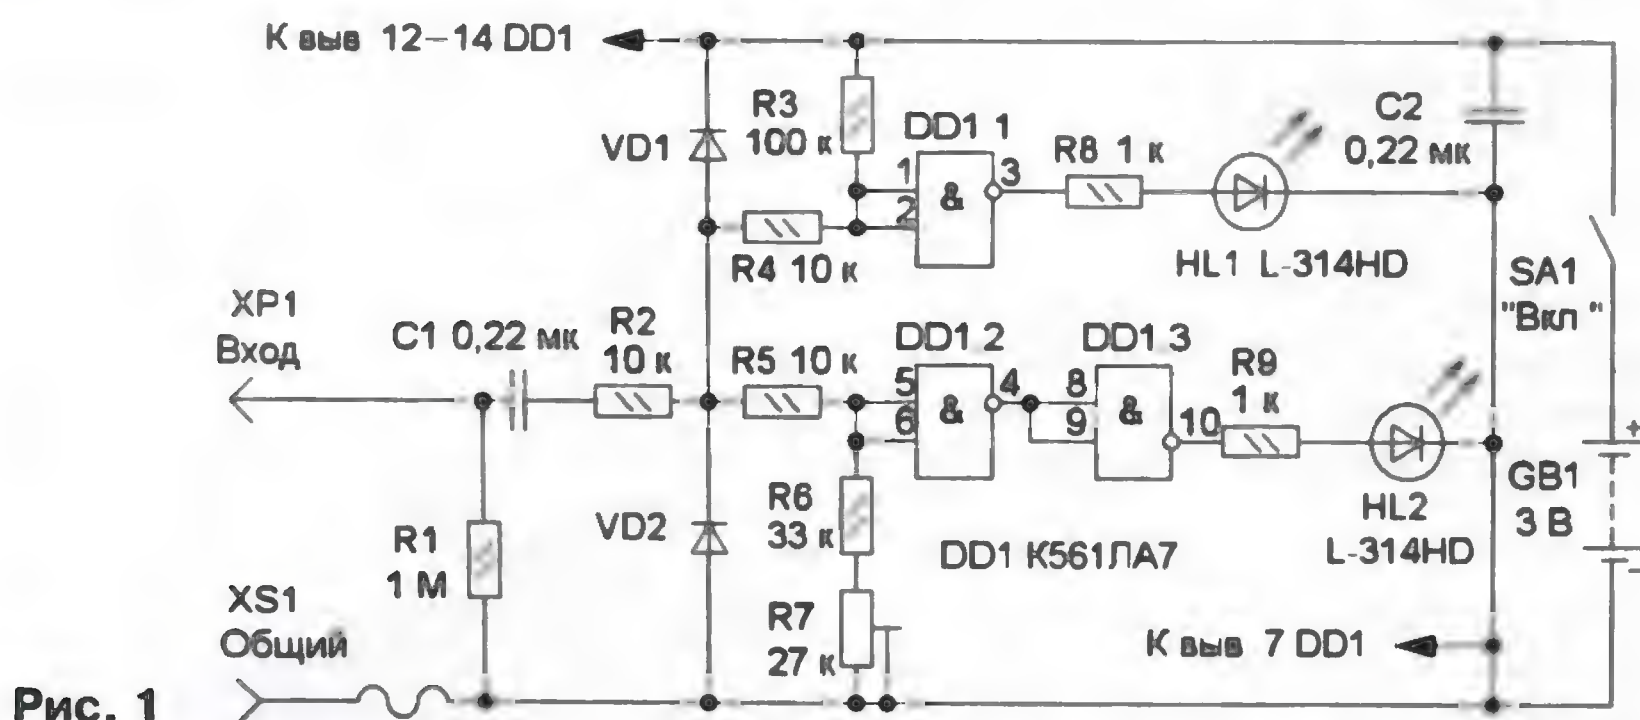 К выв 12–14 DD1
R3
100 к
VD1
DD1 1
1
2
&
3
R8 1 к
C2
0,22 мк
R4 10 к
HL1 L-314HD
SA1
"Вкл "
XP1
Вход
C1 0,22 мк
R2
10 к
R5 10 к
DD1 2
5
6
&
4
DD1 3
8
9
&
10
R9
1 к
+
GB1
3 В
–
HL2
L-314HD
R1
1 М
VD2
R6
33 к
DD1 К561ЛА7
XS1
Общий
R7
27 к
К выв 7 DD1
Рис. 1